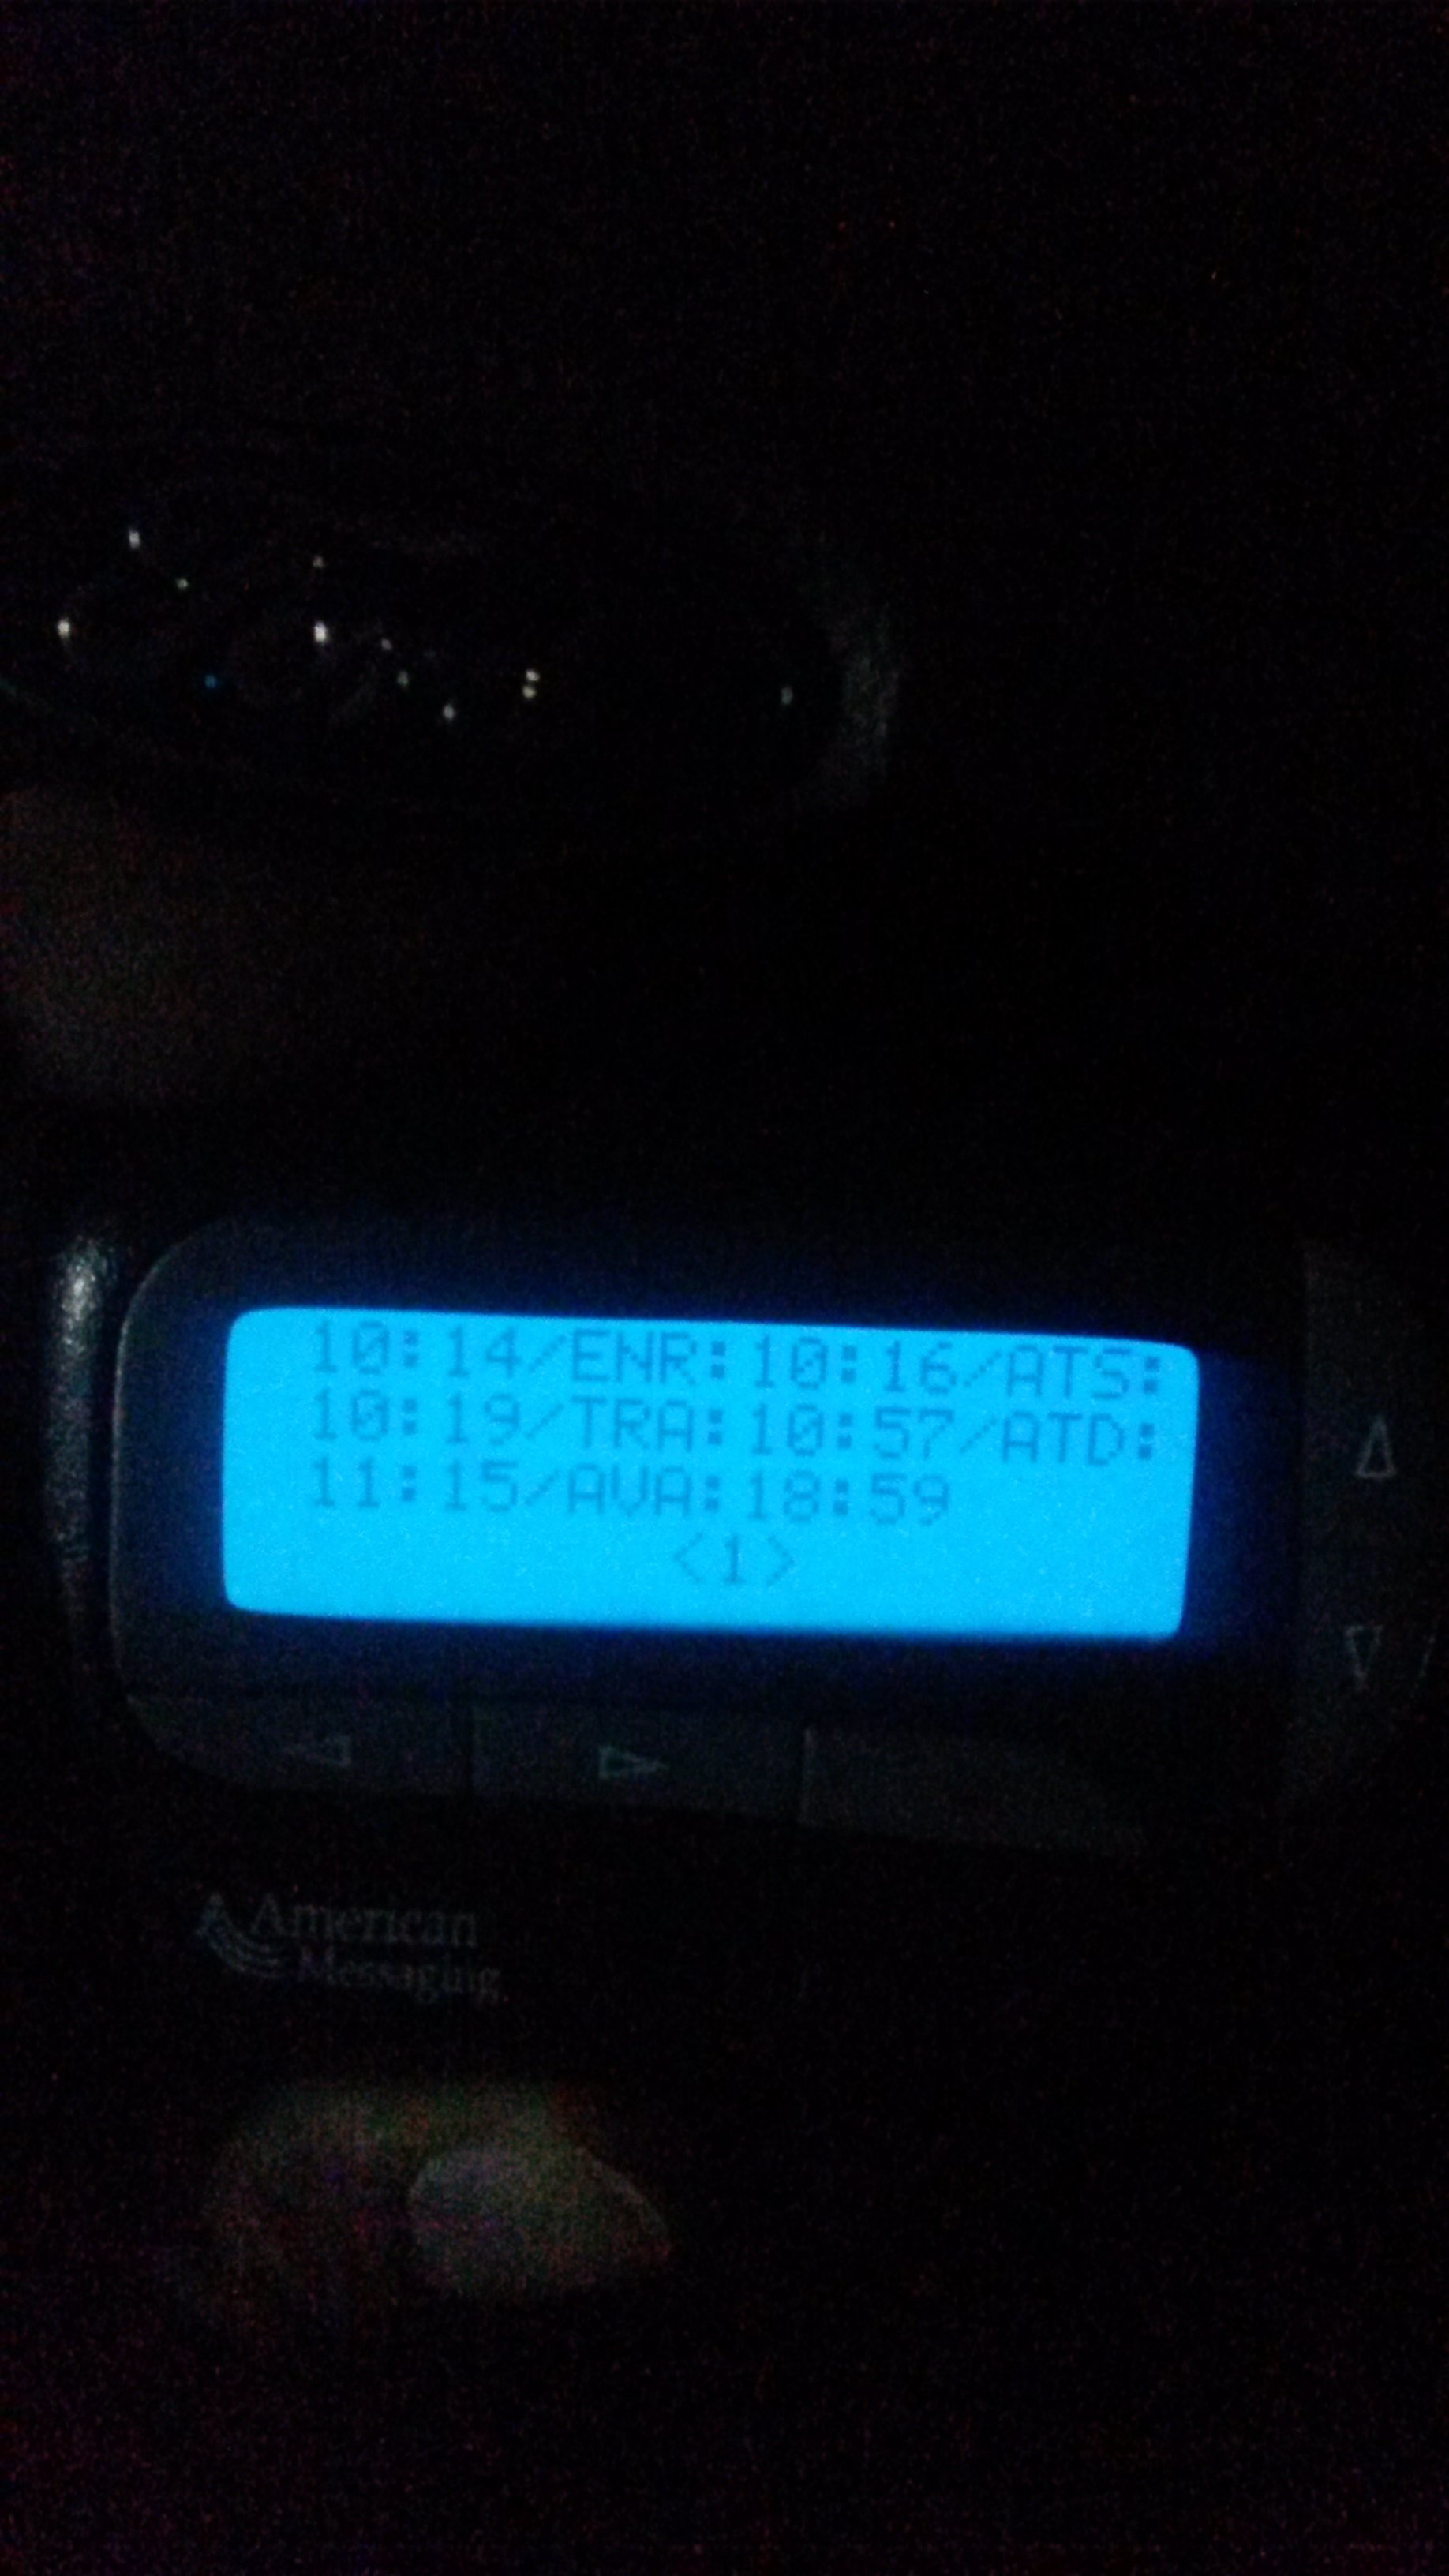 10:14/ENR:10:16/ATS:
10:19/TRA:10:57/ATD:
11:15/AVA:18:59
<1>
American
Messaging